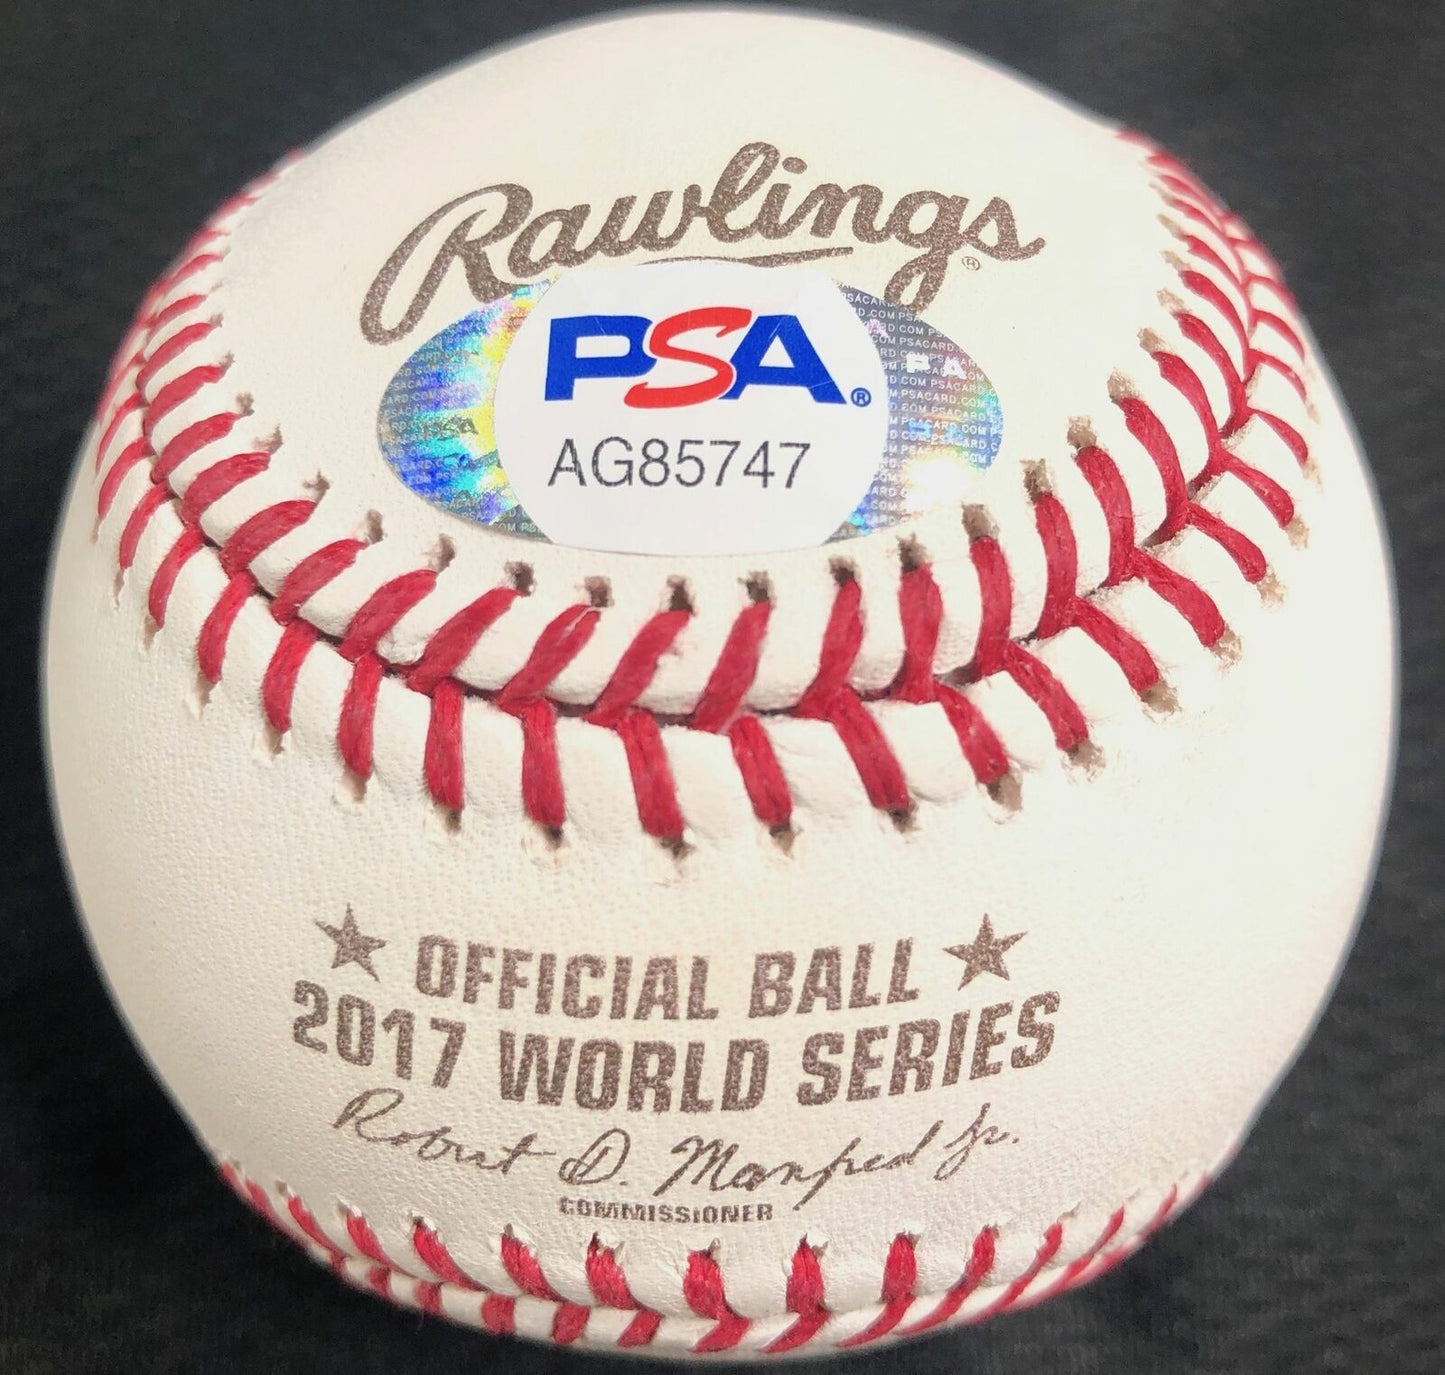 Rawlings®
PSA®
AG85747
★ OFFICIAL BALL ★
2017 WORLD SERIES
Robert D. Manfred Jr.
COMMISSIONER